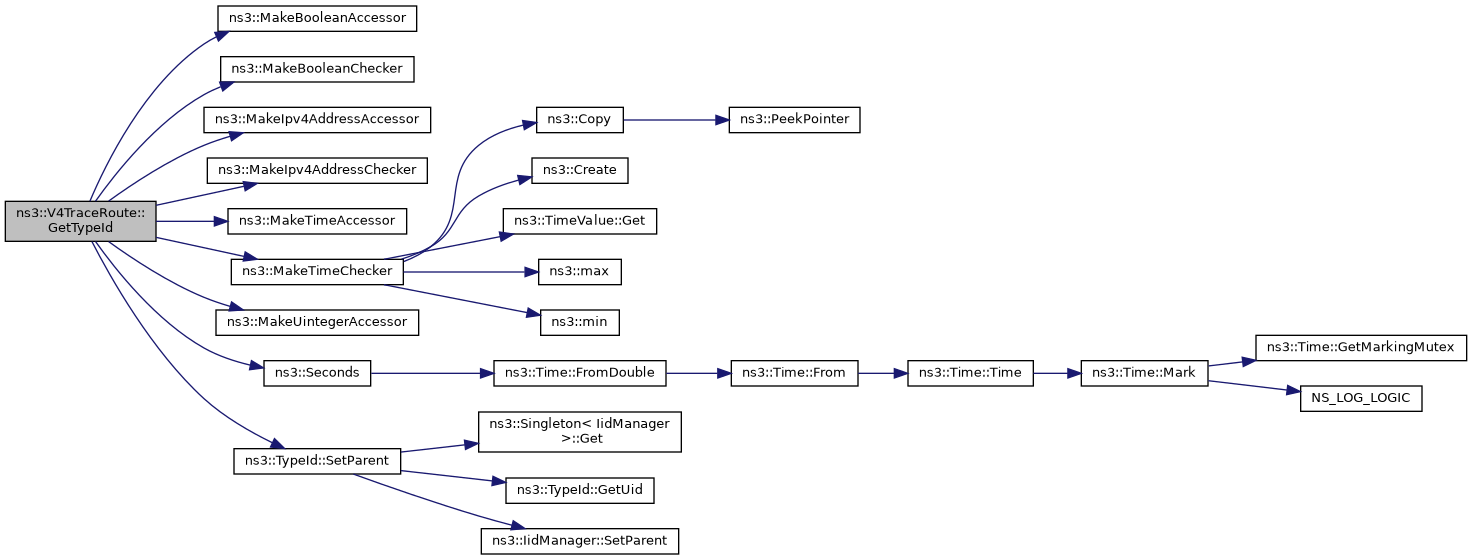 ns3::MakeBooleanAccessor
ns3::MakeBooleanChecker
ns3::MakeIpv4AddressAccessor
ns3::Copy
ns3::PeekPointer
ns3::MakeIpv4AddressChecker
ns3::Create
ns3::V4TraceRoute::
GetTypeId
ns3::MakeTimeAccessor
ns3::TimeValue::Get
ns3::MakeTimeChecker
ns3::max
ns3::MakeUintegerAccessor
ns3::min
ns3::Seconds
ns3::Time::FromDouble
ns3::Time::From
ns3::Time::Time
ns3::Time::Mark
ns3::Time::GetMarkingMutex
NS_LOG_LOGIC
ns3::Singleton< IidManager
>::Get
ns3::TypeId::SetParent
ns3::TypeId::GetUid
ns3::IidManager::SetParent